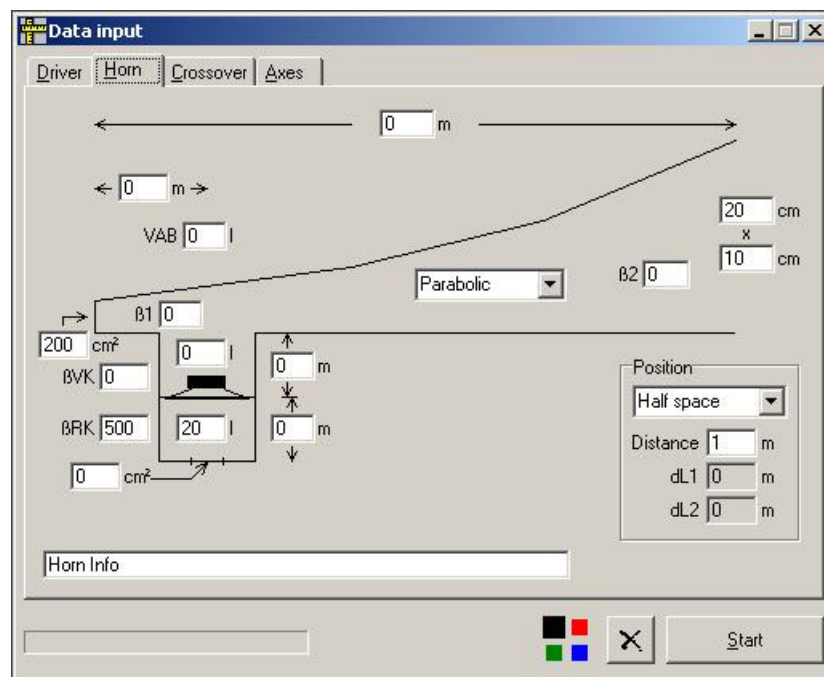 Data input
Driver Horn Crossover Axes
0 m
0 m
VAB 0 l
20 cm
x
10 cm
Parabolic
ß2 0
ß1 0
200 cm²
0 l
0 m
ßVK 0
ßRK 500
20 l
0 m
0 cm²
Position
Half space
Distance 1 m
dL1 0 m
dL2 0 m
Horn Info
Start